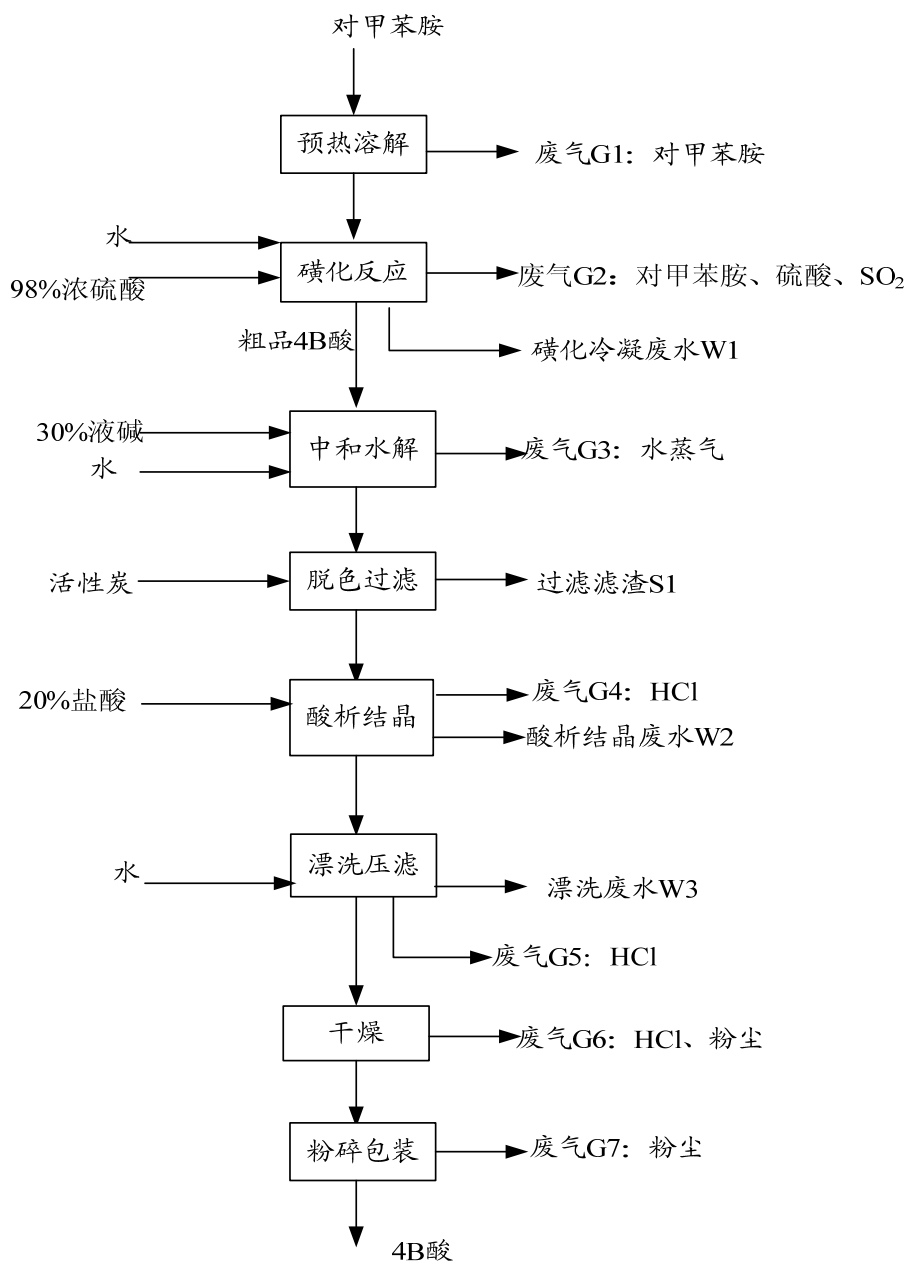 对甲苯胺
预热溶解
废气G1：对甲苯胺
水
98%浓硫酸
磺化反应
废气G2：对甲苯胺、硫酸、SO₂
粗品4B酸
磺化冷凝废水W1
30%液碱
水
中和水解
废气G3：水蒸气
活性炭
脱色过滤
过滤滤渣S1
20%盐酸
酸析结晶
废气G4：HCl
酸析结晶废水W2
水
漂洗压滤
漂洗废水W3
废气G5：HCl
干燥
废气G6：HCl、粉尘
粉碎包装
废气G7：粉尘
4B酸